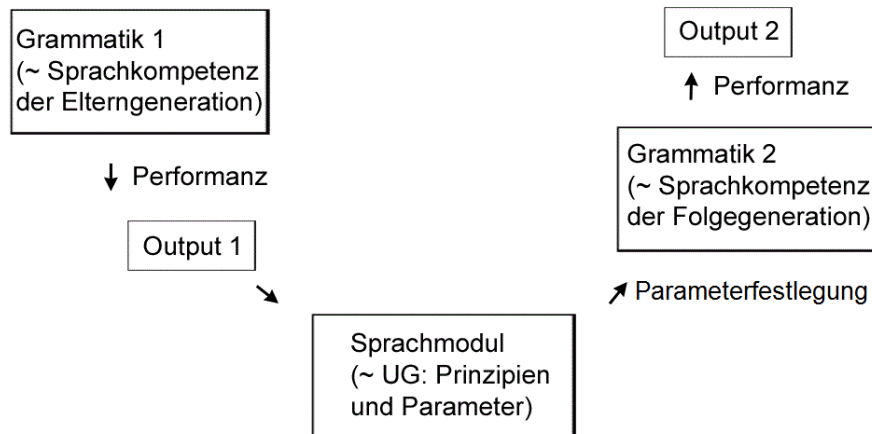 Grammatik 1
(~ Sprachkompetenz
der Elterngeneration)
↓ Performanz
Output 1
Sprachmodul
(~ UG: Prinzipien
und Parameter)
Parameterfestlegung
Grammatik 2
(~ Sprachkompetenz
der Folgegeneration)
Performanz
Output 2